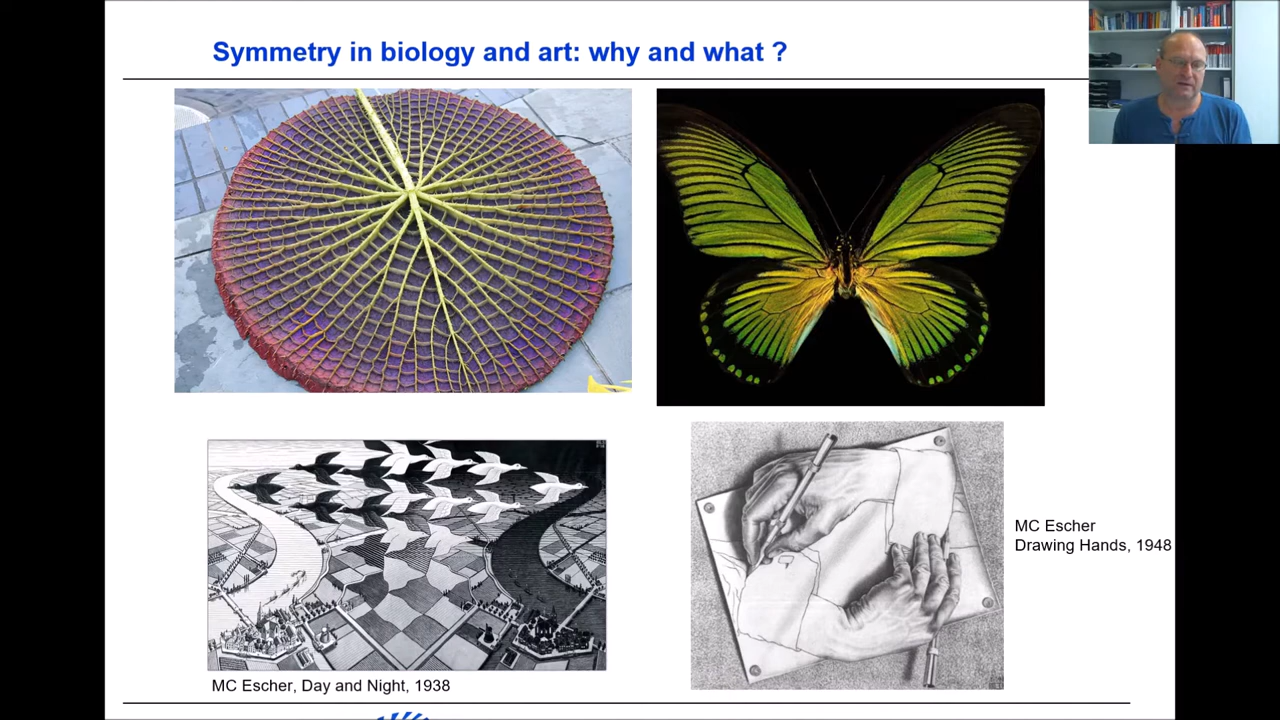 Symmetry in biology and art: why and what ?
MC Escher
Drawing Hands, 1948
MC Escher, Day and Night, 1938